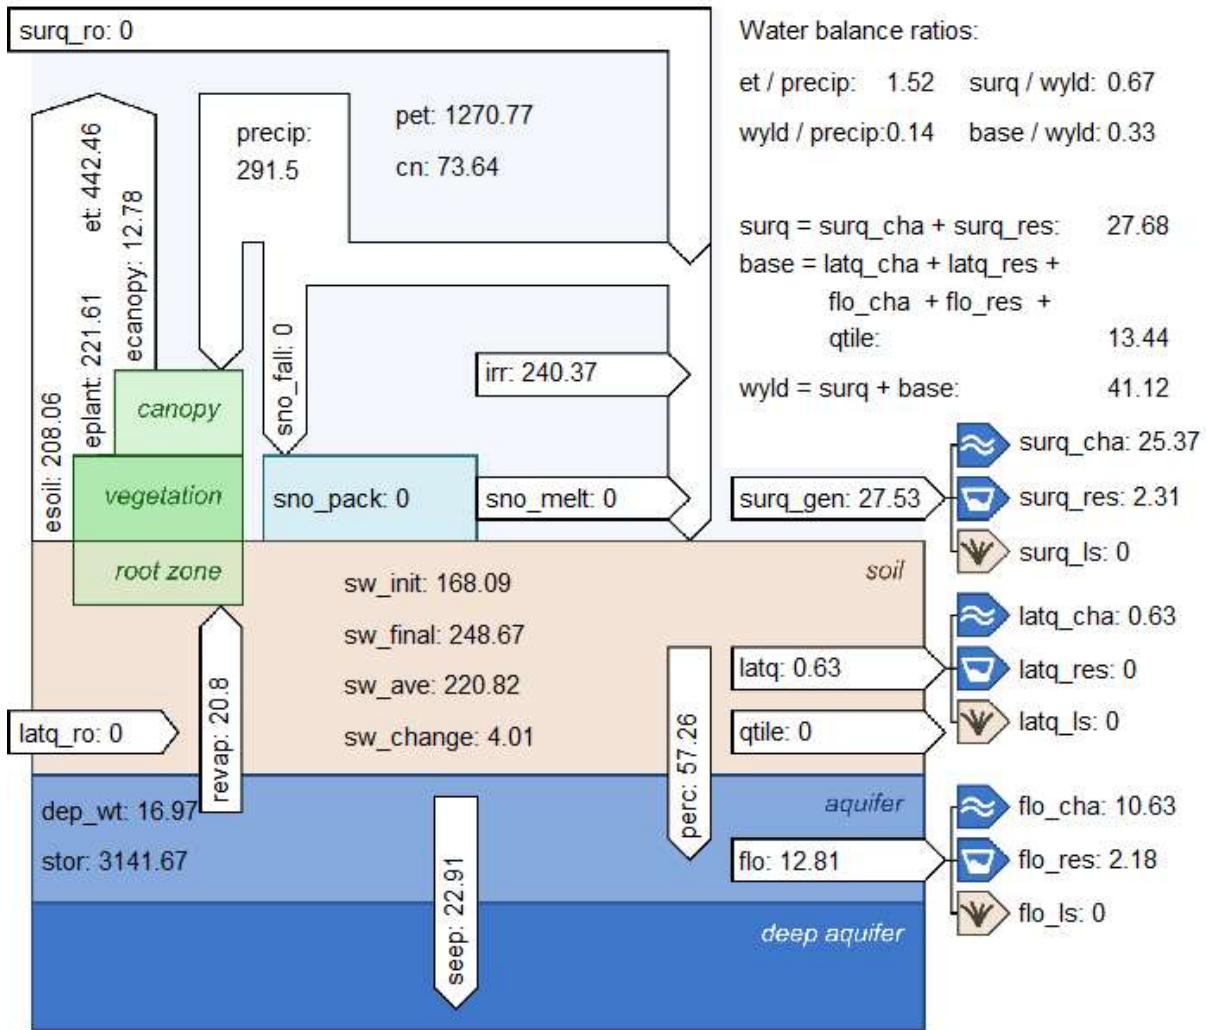 surq_ro: 0
Water balance ratios:
et / precip: 1.52 surq / wyld: 0.67
wyld / precip:0.14 base / wyld: 0.33
pet: 1270.77
cn: 73.64
precip:
291.5
et: 442.46
ecanopy: 12.78
eplant: 221.61
esoil: 208.06
sno_fall: 0
surq = surq_cha + surq_res: 27.68
base = latq_cha + latq_res +
flo_cha + flo_res +
qtile: 13.44
wyld = surq + base: 41.12
irr: 240.37
canopy
vegetation
root zone
sno_pack: 0
sno_melt: 0
surq_gen: 27.53
surq_cha: 25.37
surq_res: 2.31
surq_ls: 0
soil
sw_init: 168.09
sw_final: 248.67
sw_ave: 220.82
sw_change: 4.01
latq_ro: 0
revap: 20.8
perc: 57.26
latq: 0.63
qtile: 0
latq_cha: 0.63
latq_res: 0
latq_ls: 0
aquifer
dep_wt: 16.97
stor: 3141.67
seep: 22.91
flo: 12.81
flo_cha: 10.63
flo_res: 2.18
flo_ls: 0
deep aquifer